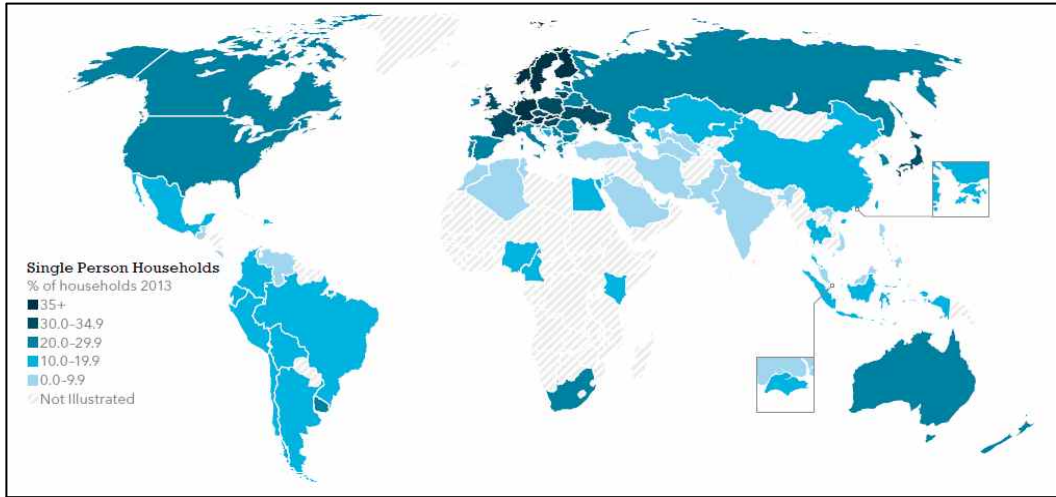 Single Person Households
% of households 2013
35+
30.0-34.9
20.0-29.9
10.0-19.9
0.0-9.9
Not Illustrated